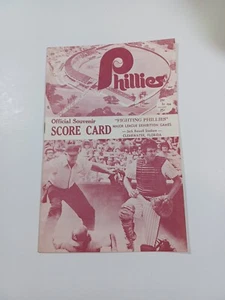 Phillies
Official Souvenir
SCORE CARD
"FIGHTING PHILLIES"
MAJOR LEAGUE EXHIBITION GAMES
CLEARWATER, FLORIDA